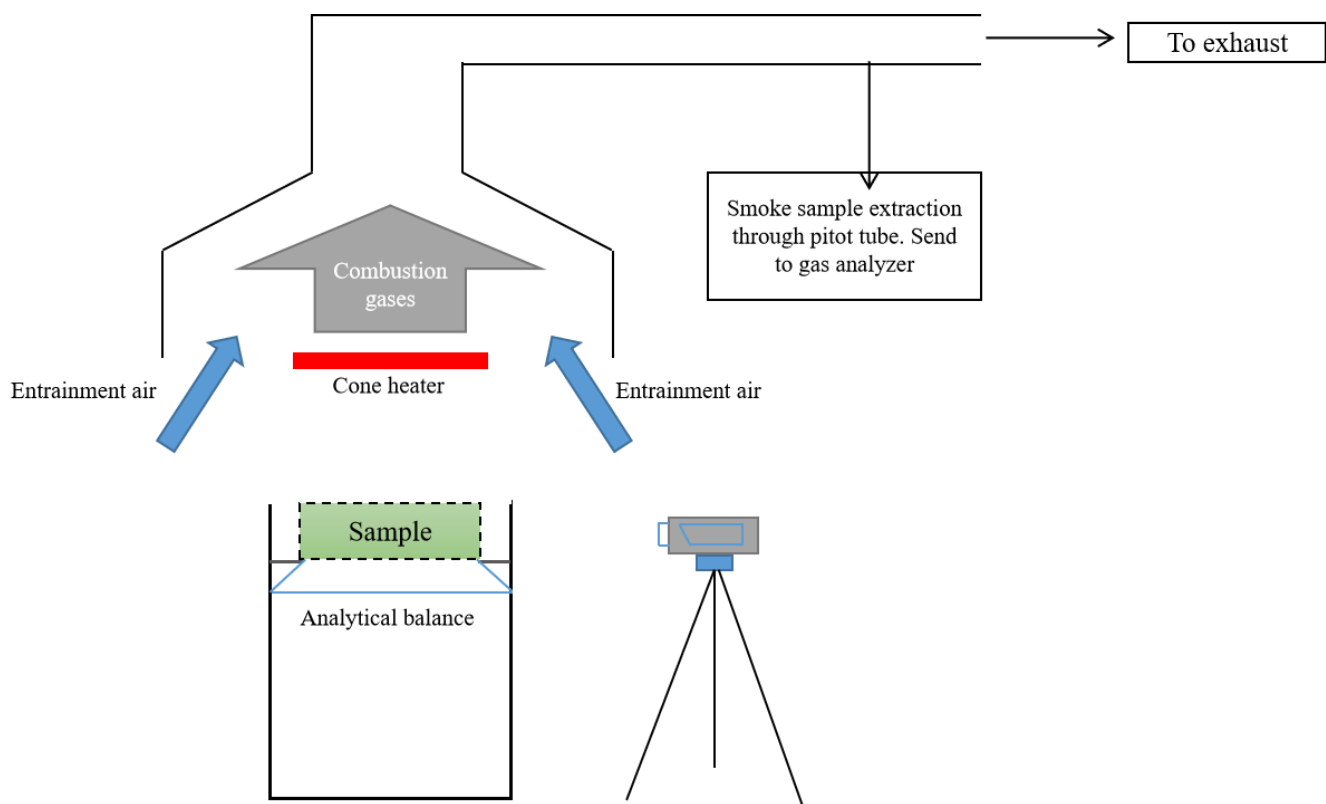 To exhaust
Smoke sample extraction
through pitot tube. Send
to gas analyzer
Combustion
gases
Entrainment air
Cone heater
Entrainment air
Sample
Analytical balance